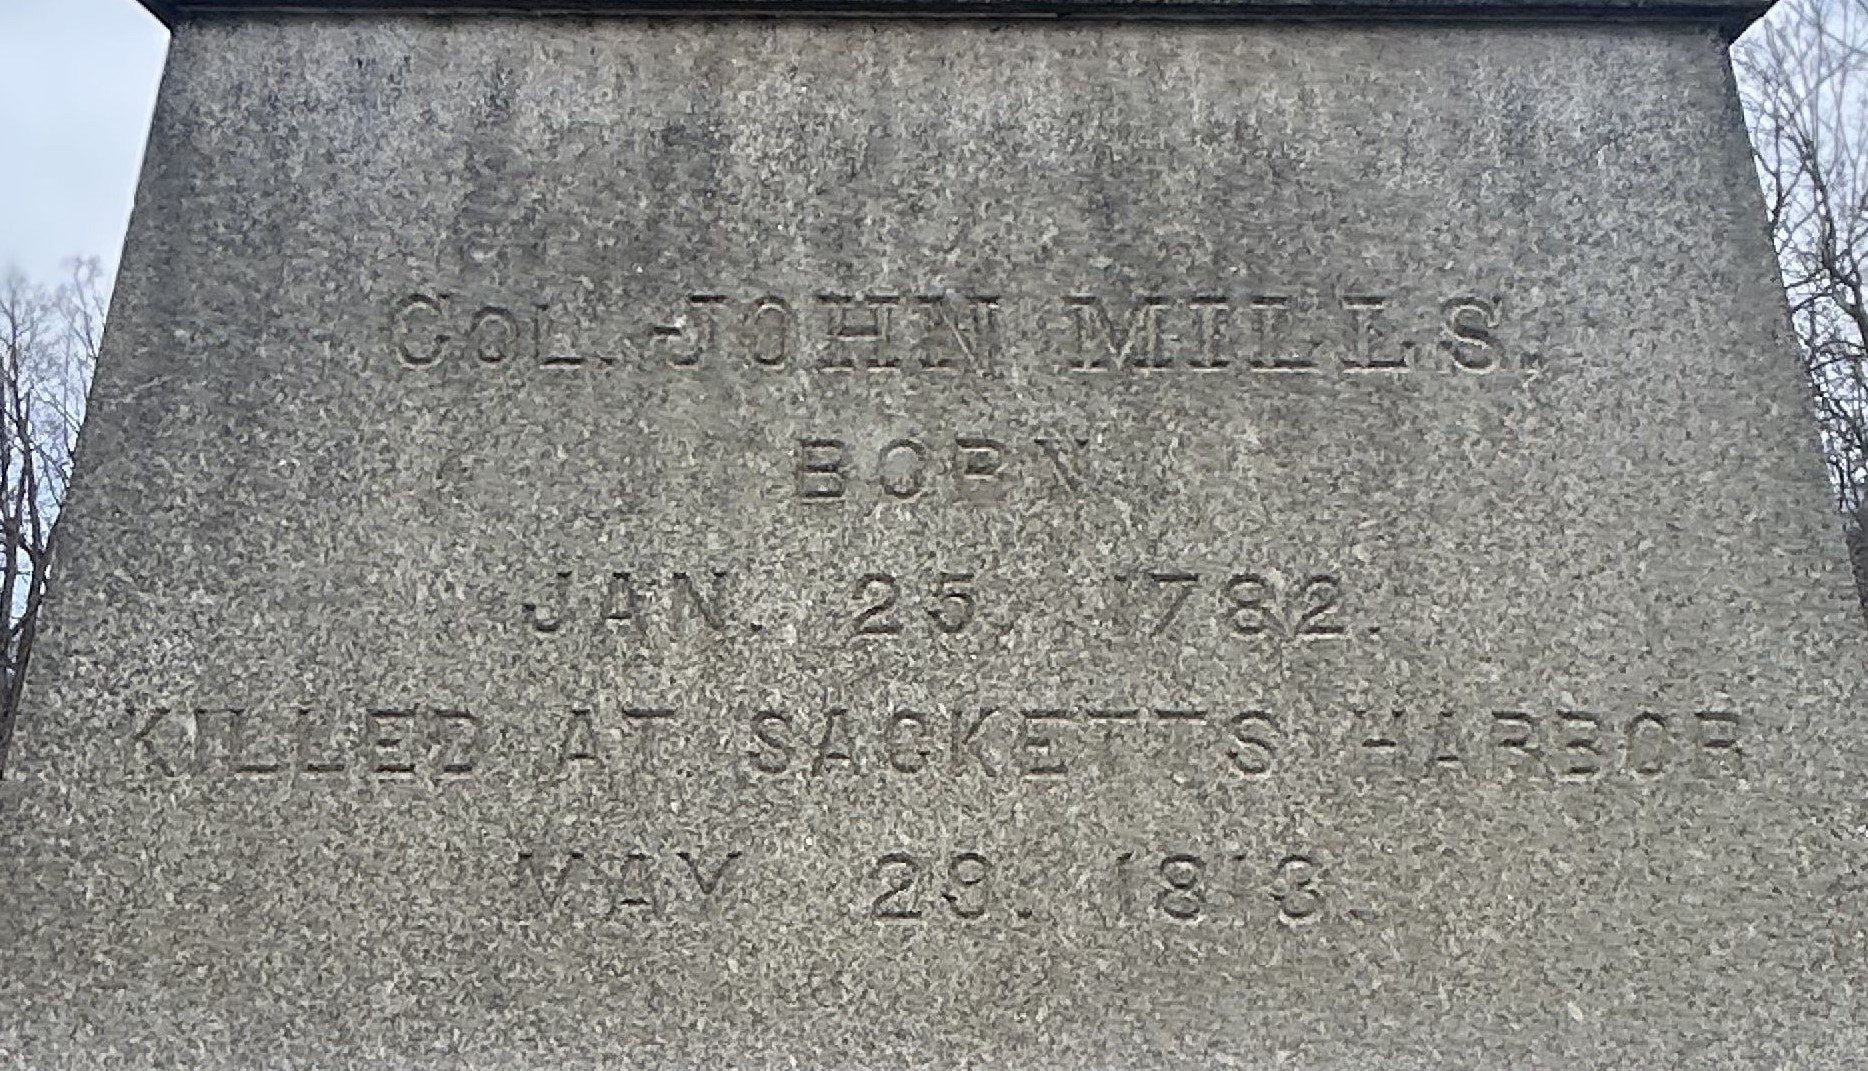 COL. JOHN MILLS.
BORN
JAN. 25, 1782.
KILLED AT SACKETTS HARBOR
MAY 29, 1813.